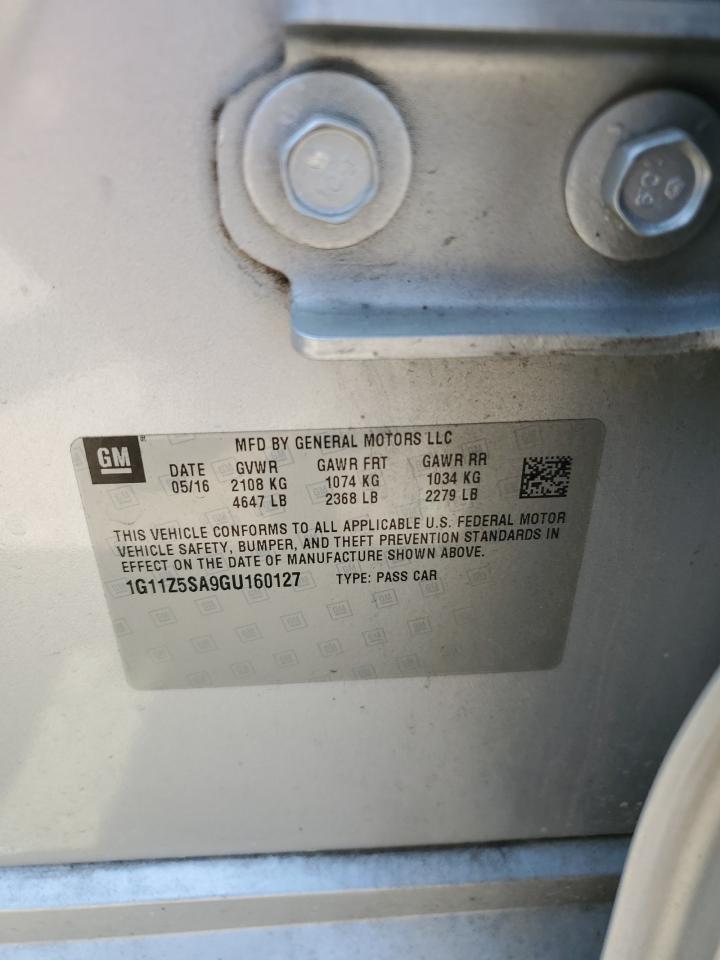 GM
MFD BY GENERAL MOTORS LLC
DATE GVWR GAWR FRT GAWR RR
05/16 2108 KG 1074 KG 1034 KG
4647 LB 2368 LB 2279 LB
THIS VEHICLE CONFORMS TO ALL APPLICABLE U.S. FEDERAL MOTOR
VEHICLE SAFETY, BUMPER, AND THEFT PREVENTION STANDARDS IN
EFFECT ON THE DATE OF MANUFACTURE SHOWN ABOVE.
1G11Z5SA9GU160127 TYPE: PASS CAR